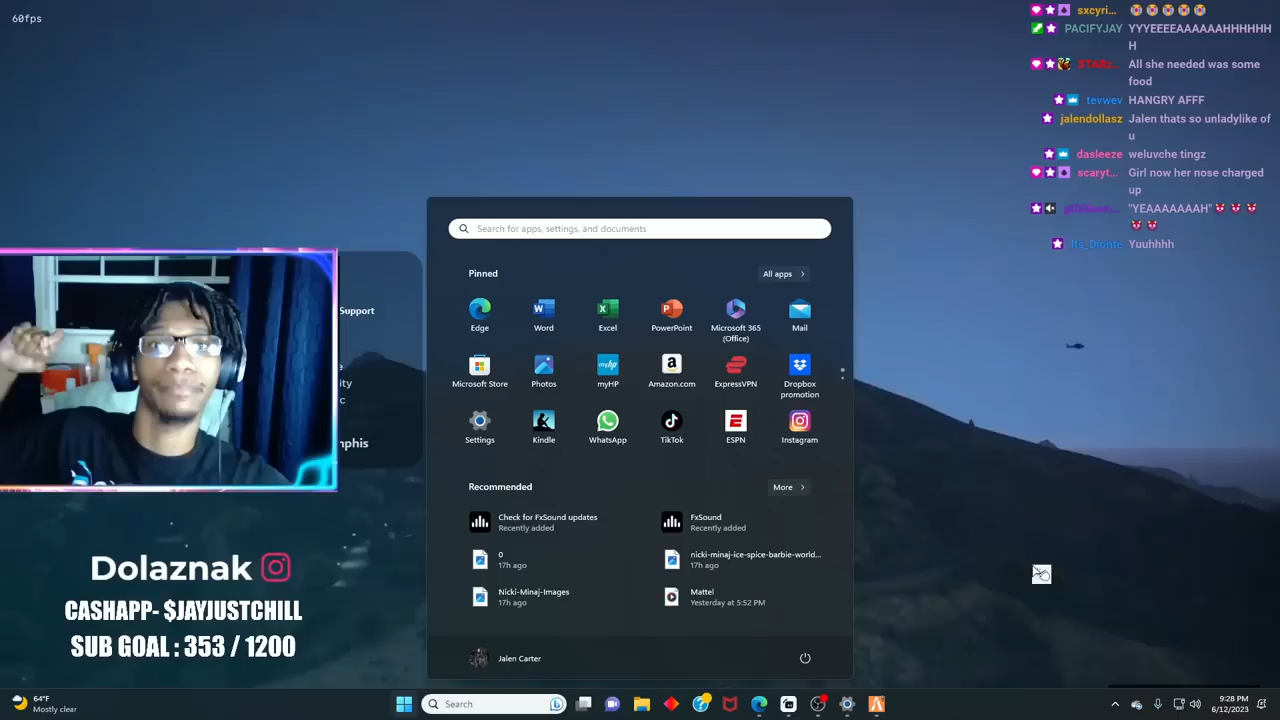 60fps
sxcyri...
PACIFYJAY YYYEEEEAAAAAAHHHHHH
H
STARz... All she needed was some
food
tevwev HANGRY AFFF
jalendollasz Jalen thats so unladylike of
u
dasleeze weluvche tingz
scaryt... Girl now her nose charged
up
"YEAAAAAAAH"
Its_Dionte Yuuhhhh
Support
e
ity
c
phis
Dolaznak
CASHAPP- $JAYJUSTCHILL
SUB GOAL : 353 / 1200
Search for apps, settings, and documents
Pinned
All apps
Edge
Word
Excel
PowerPoint
Microsoft 365
(Office)
Mail
Microsoft Store
Photos
myHP
Amazon.com
ExpressVPN
Dropbox
promotion
Settings
Kindle
WhatsApp
TikTok
ESPN
Instagram
Recommended
More
Check for FxSound updates
Recently added
FxSound
Recently added
0
17h ago
nicki-minaj-ice-spice-barbie-world...
17h ago
Nicki-Minaj-Images
17h ago
Mattel
Yesterday at 5:52 PM
Jalen Carter
64°F
Mostly clear
Search
9:28 PM
6/12/2023